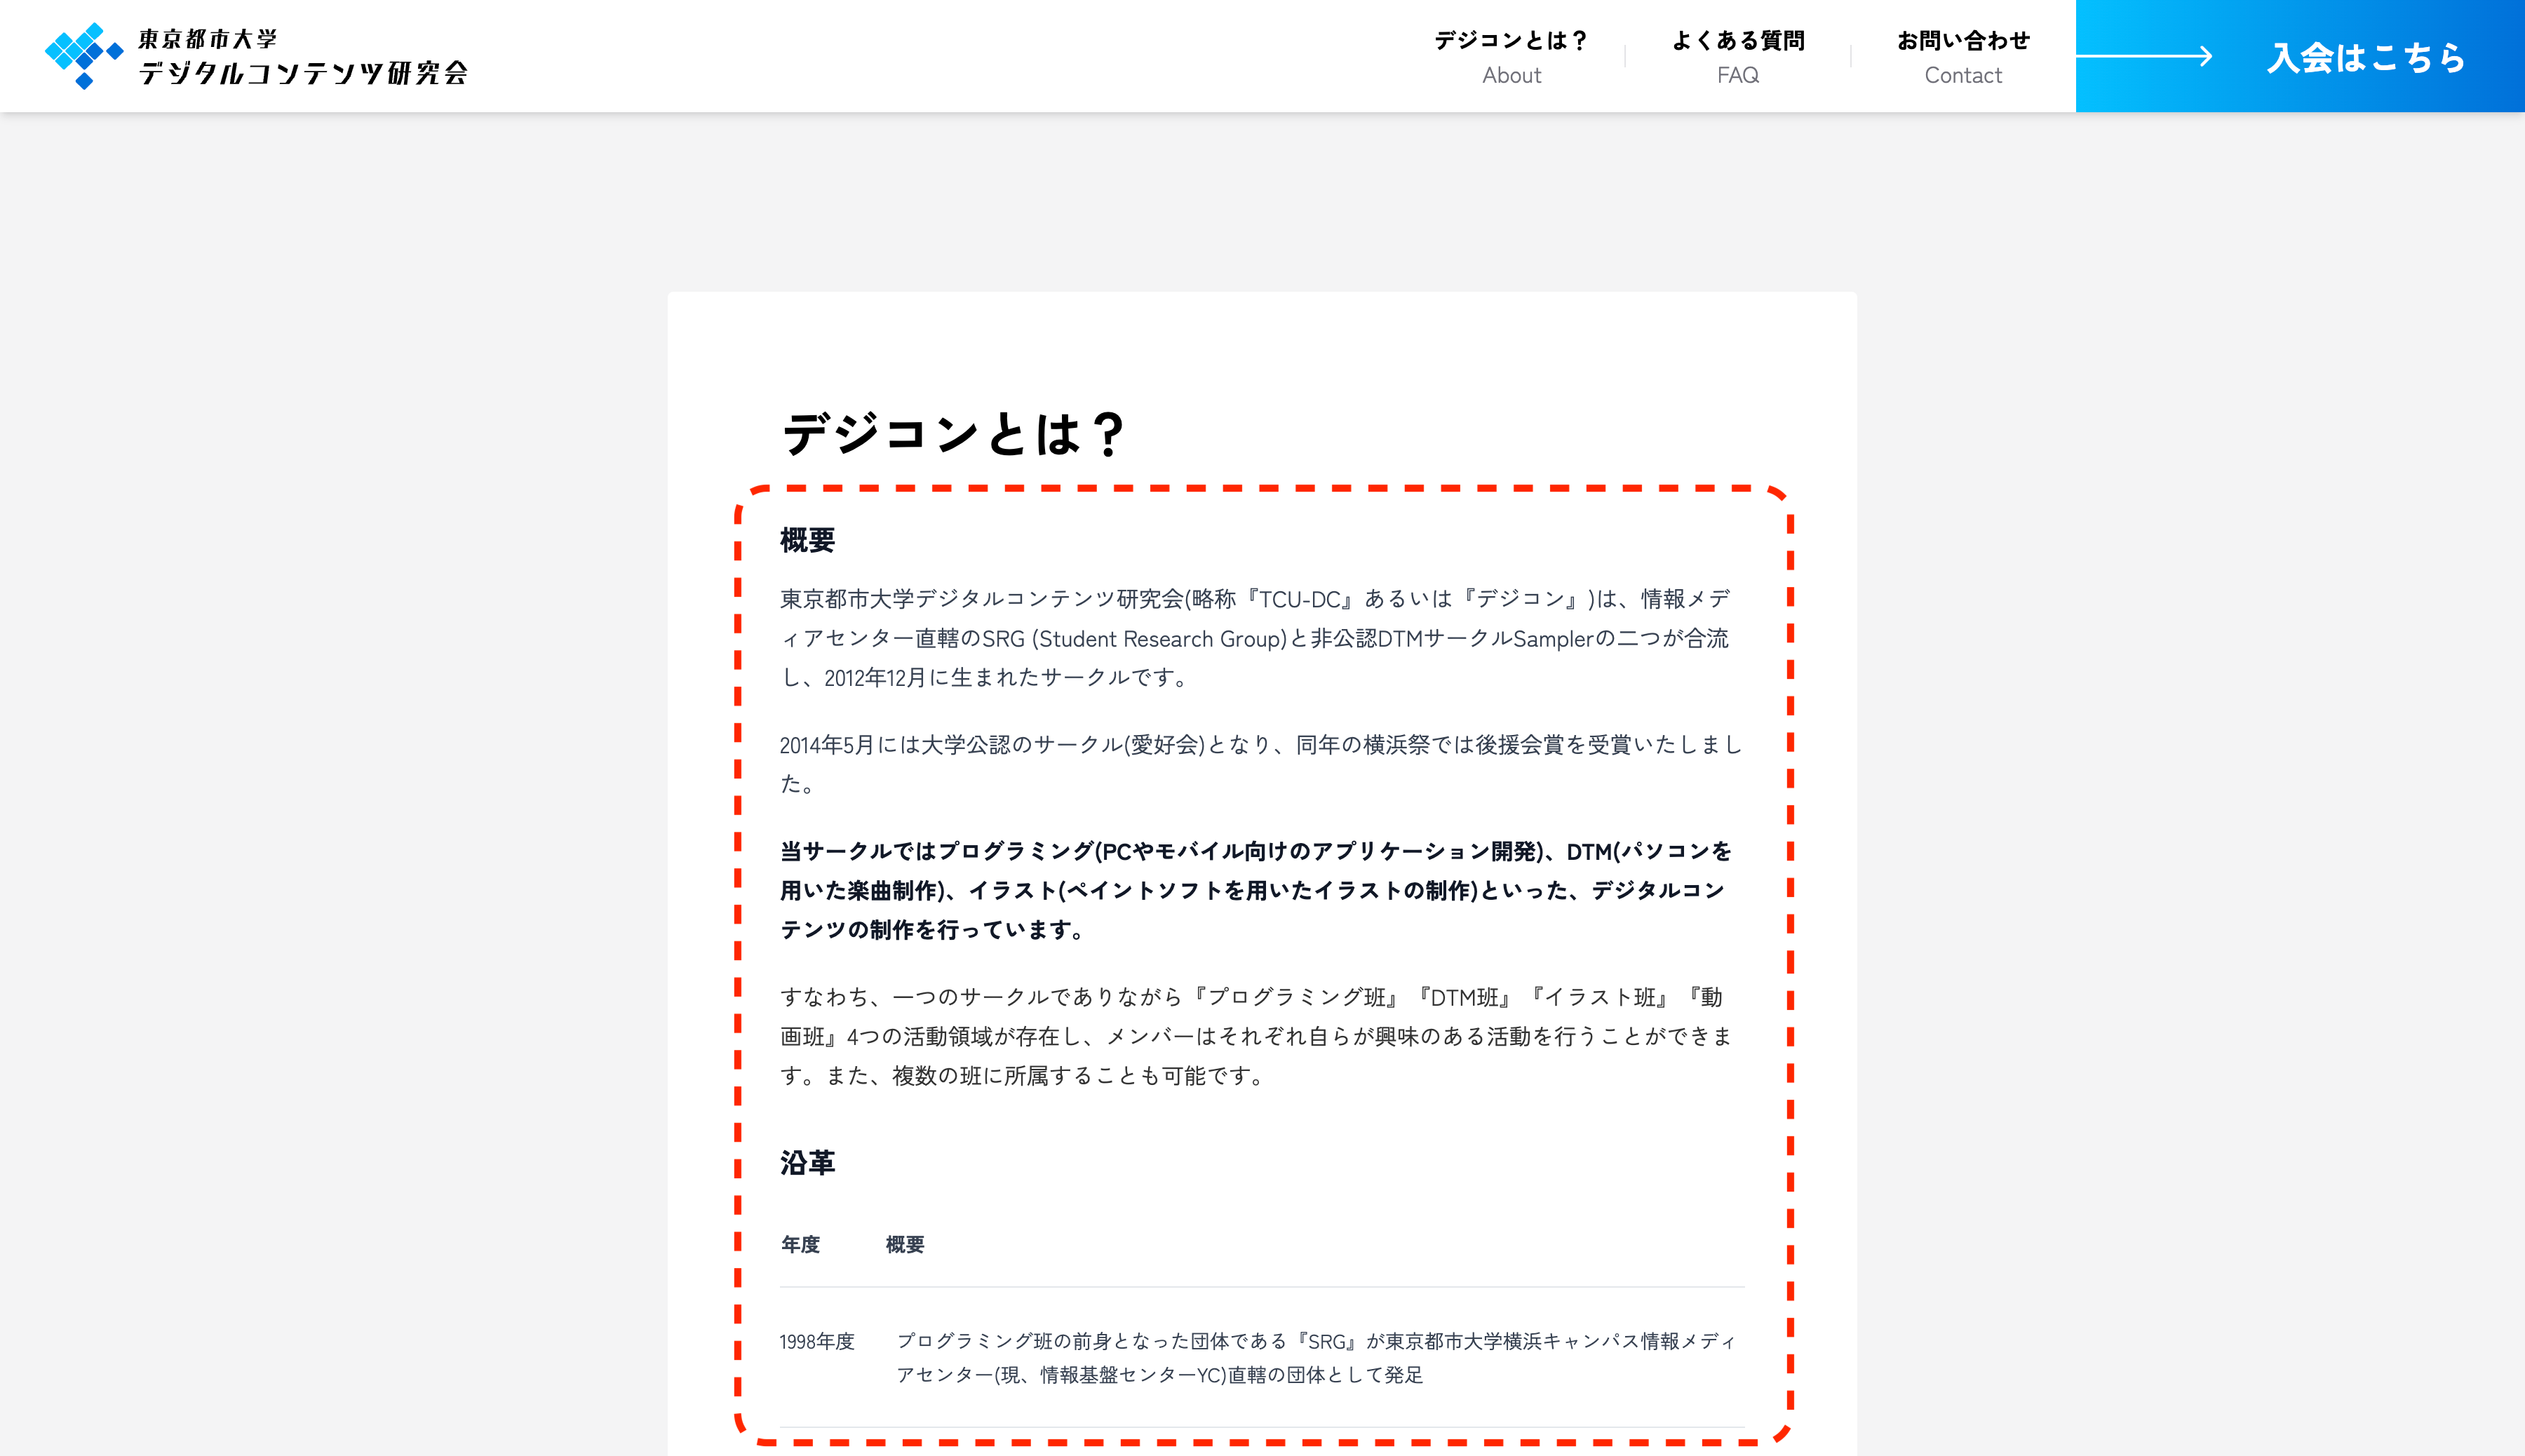 東京都市大学
デジタルコンテンツ研究会
デジコンとは？
About
よくある質問
FAQ
お問い合わせ
Contact
入会はこちら
デジコンとは？
概要
東京都市大学デジタルコンテンツ研究会(略称『TCU-DC』あるいは『デジコン』)は、情報メデ
ィアセンター直轄のSRG (Student Research Group)と非公認DTMサークルSamplerの二つが合流
し、2012年12月に生まれたサークルです。
2014年5月には大学公認のサークル(愛好会)となり、同年の横浜祭では後援会賞を受賞いたしまし
た。
当サークルではプログラミング(PCやモバイル向けのアプリケーション開発)、DTM(パソコンを
用いた楽曲制作)、イラスト(ペイントソフトを用いたイラストの制作)といった、デジタルコン
テンツの制作を行っています。
すなわち、一つのサークルでありながら『プログラミング班』『DTM班』『イラスト班』『動
画班』4つの活動領域が存在し、メンバーはそれぞれ自らが興味のある活動を行うことができま
す。また、複数の班に所属することも可能です。
沿革
年度 概要
1998年度 プログラミング班の前身となった団体である『SRG』が東京都市大学横浜キャンパス情報メディ
アセンター(現、情報基盤センターYC)直轄の団体として発足